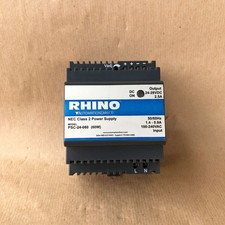 Output
24-28VDC
2.5A
DC
ON
RHINO
AUTOMATIONDIRECT
NEC Class 2 Power Supply
PSC-24-060 (60W)
50/60Hz
1.4 - 0.9A
100-240VAC
Input
L N